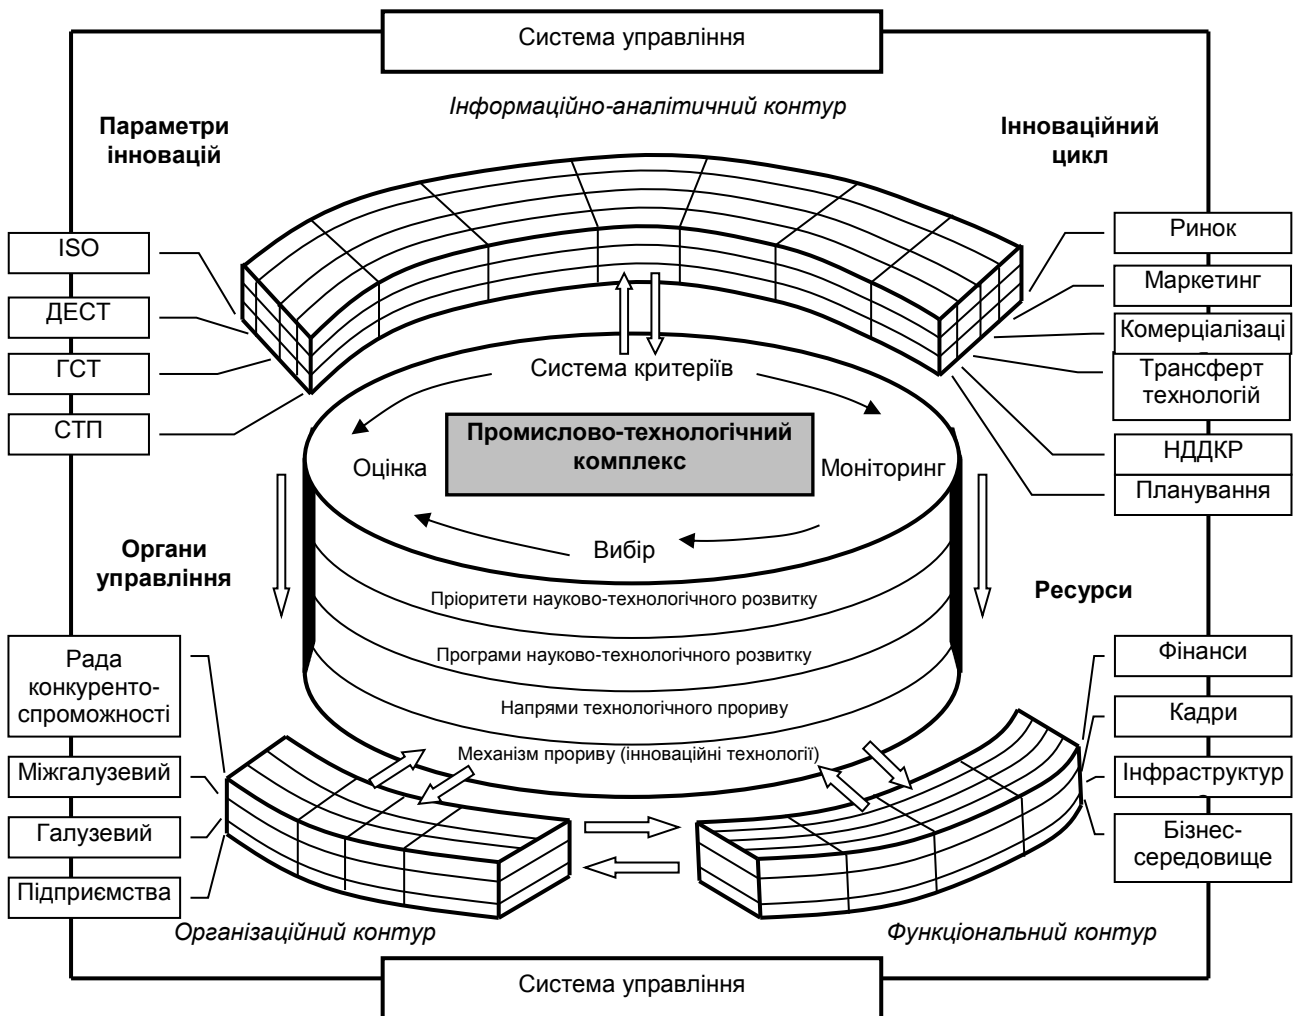 Система управління
Інформаційно-аналітичний контур
Параметри
інновацій
Інноваційний
цикл
ISO
ДЕСТ
ГСТ
СТП
Ринок
Маркетинг
Комерціалізаці
Трансферт
технологій
НДДКР
Планування
Система критеріїв
Промислово-технологічний
комплекс
Оцінка
Моніторинг
Вибір
Органи
управління
Ресурси
Пріоритети науково-технологічного розвитку
Програми науково-технологічного розвитку
Напрями технологічного прориву
Механізм прориву (інноваційні технології)
Рада
конкуренто-
спроможності
Міжгалузевий
Галузевий
Підприємства
Фінанси
Кадри
Інфраструктур
Бізнес-
середовище
Організаційний контур
Функціональний контур
Система управління